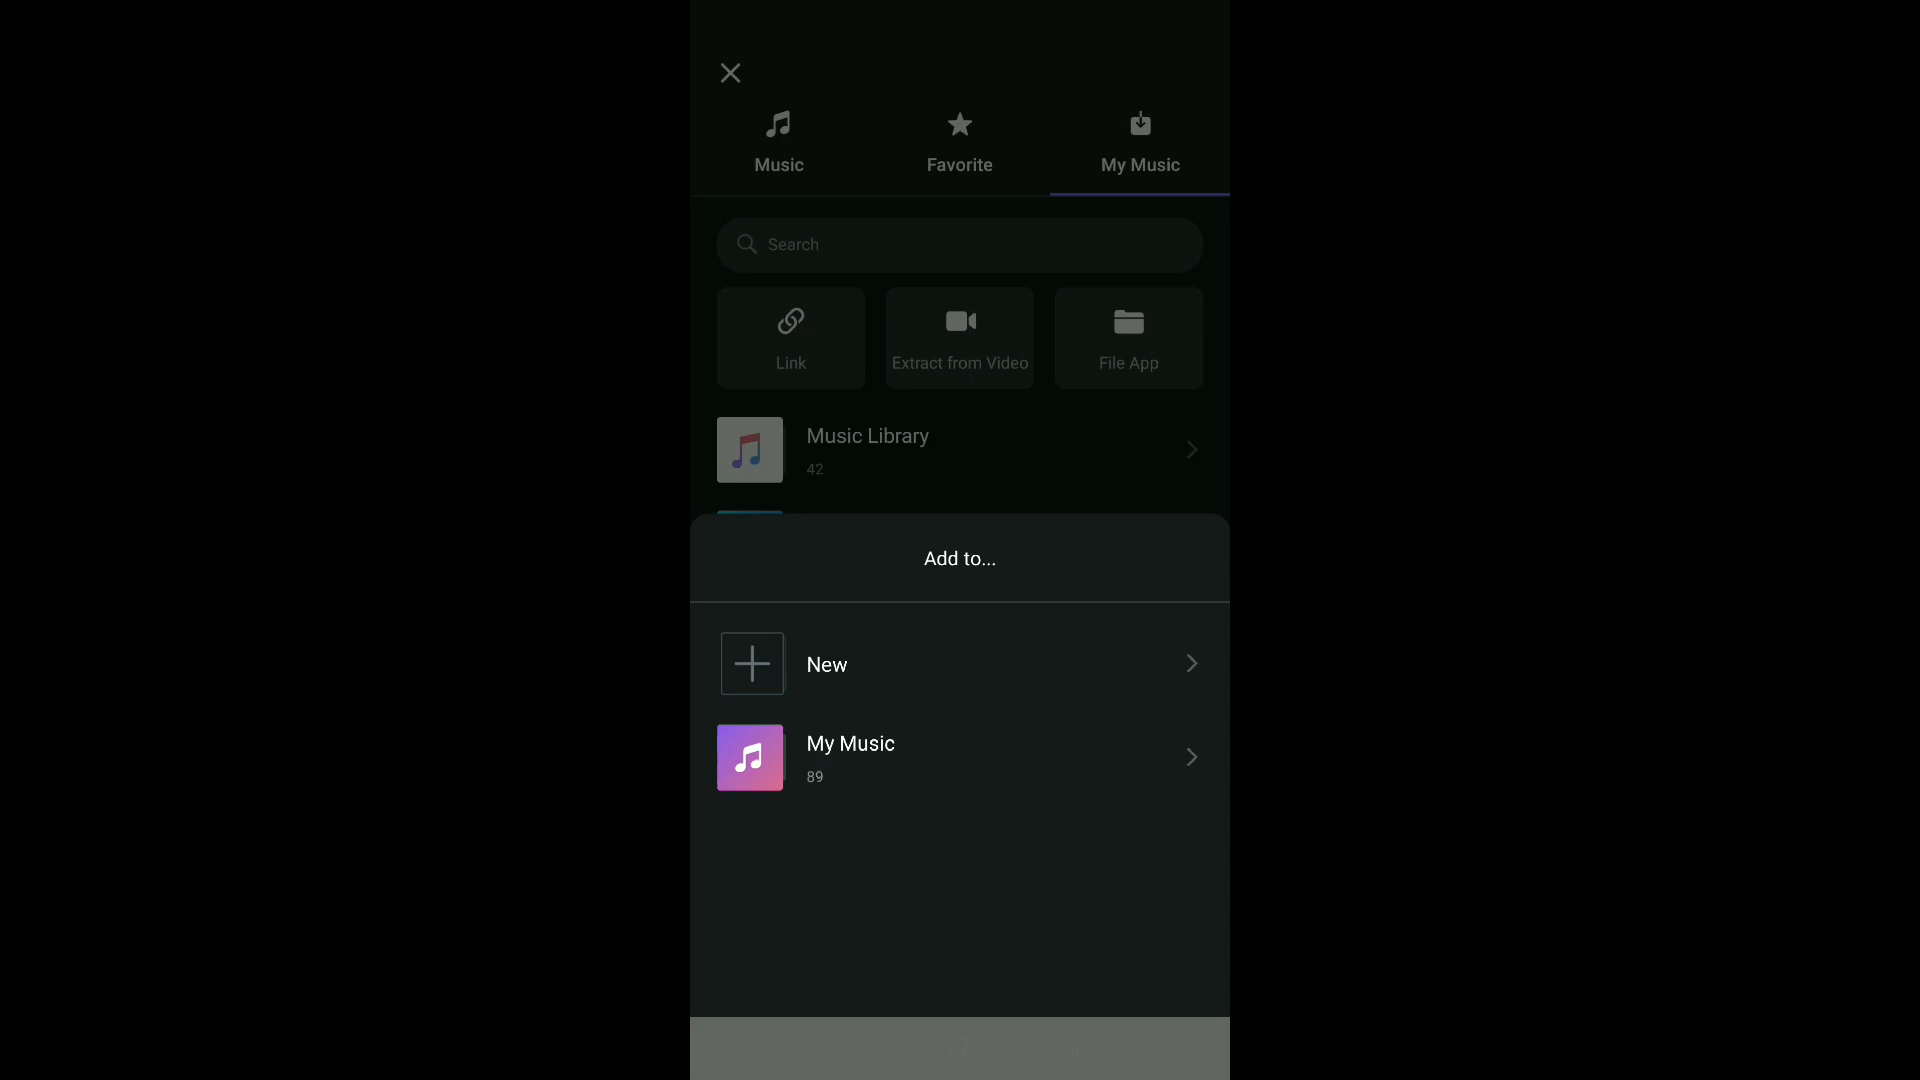 Music
Favorite
My Music
Search
Link
Extract from Video
File App
Music Library
42
Add to...
New
My Music
89